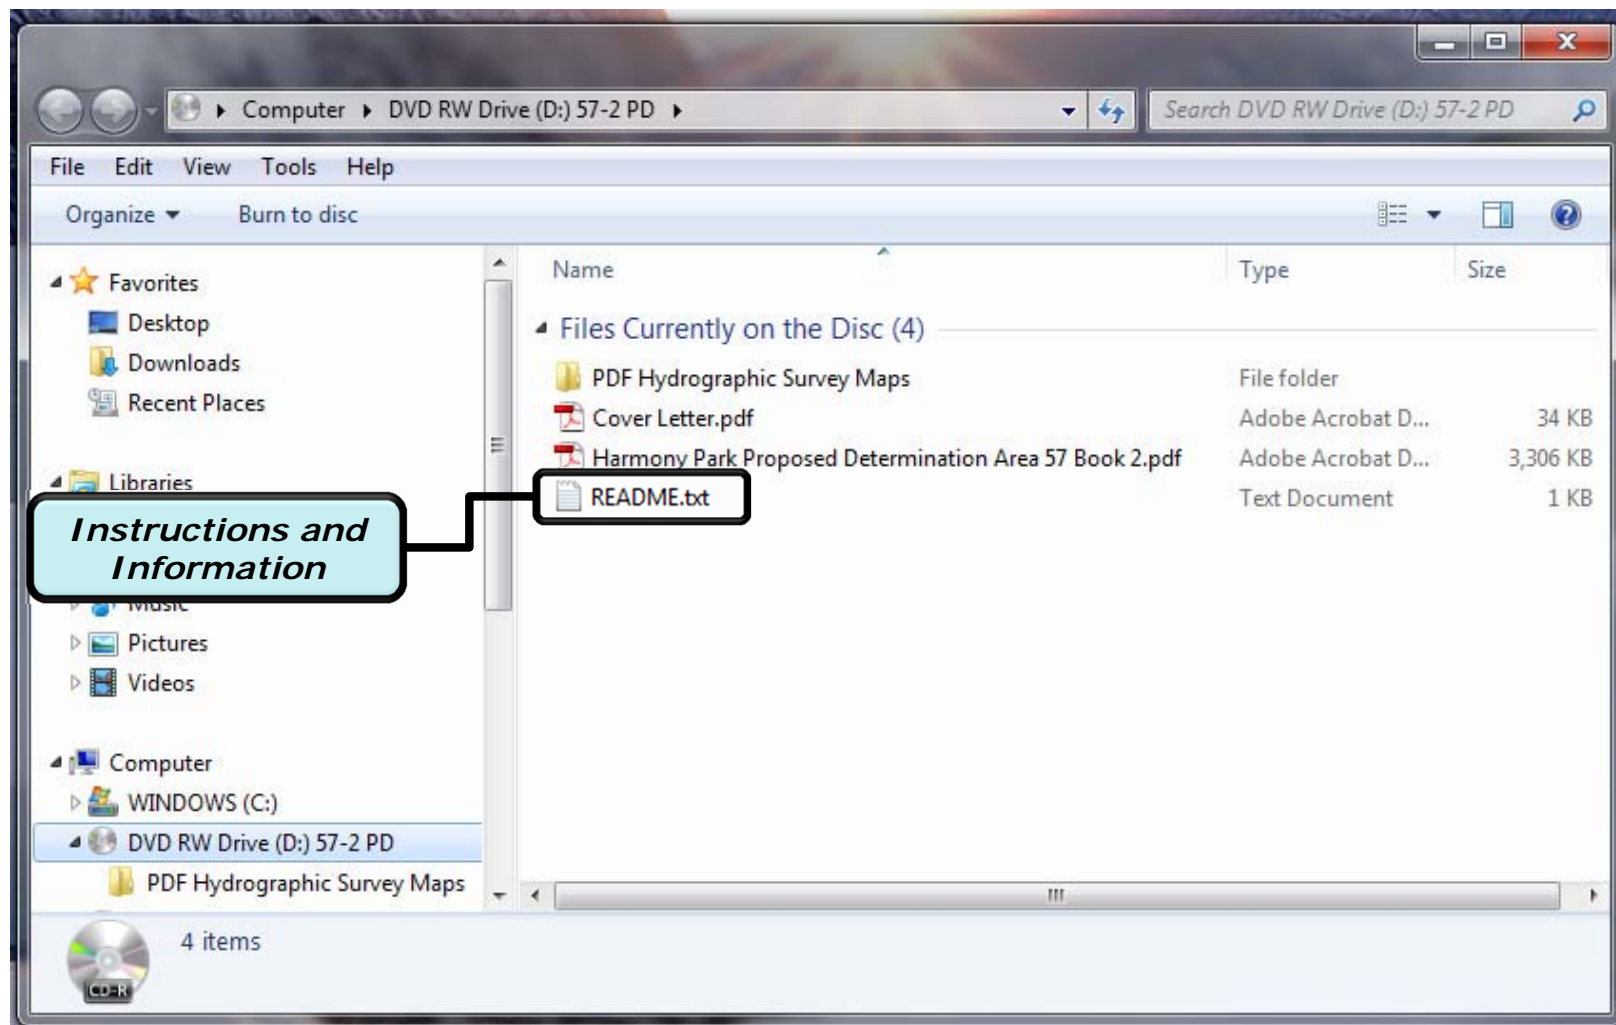 Computer ▸ DVD RW Drive (D:) 57-2 PD ▸
Search DVD RW Drive (D:) 57-2 PD
File Edit View Tools Help
Organize Burn to disc
Favorites
Desktop
Downloads
Recent Places
Libraries
Music
Pictures
Videos
Computer
WINDOWS (C:)
DVD RW Drive (D:) 57-2 PD
PDF Hydrographic Survey Maps
Instructions and
Information
Name Type Size
Files Currently on the Disc (4)
PDF Hydrographic Survey Maps File folder
Cover Letter.pdf Adobe Acrobat D... 34 KB
Harmony Park Proposed Determination Area 57 Book 2.pdf Adobe Acrobat D... 3,306 KB
README.txt Text Document 1 KB
4 items
CD-R